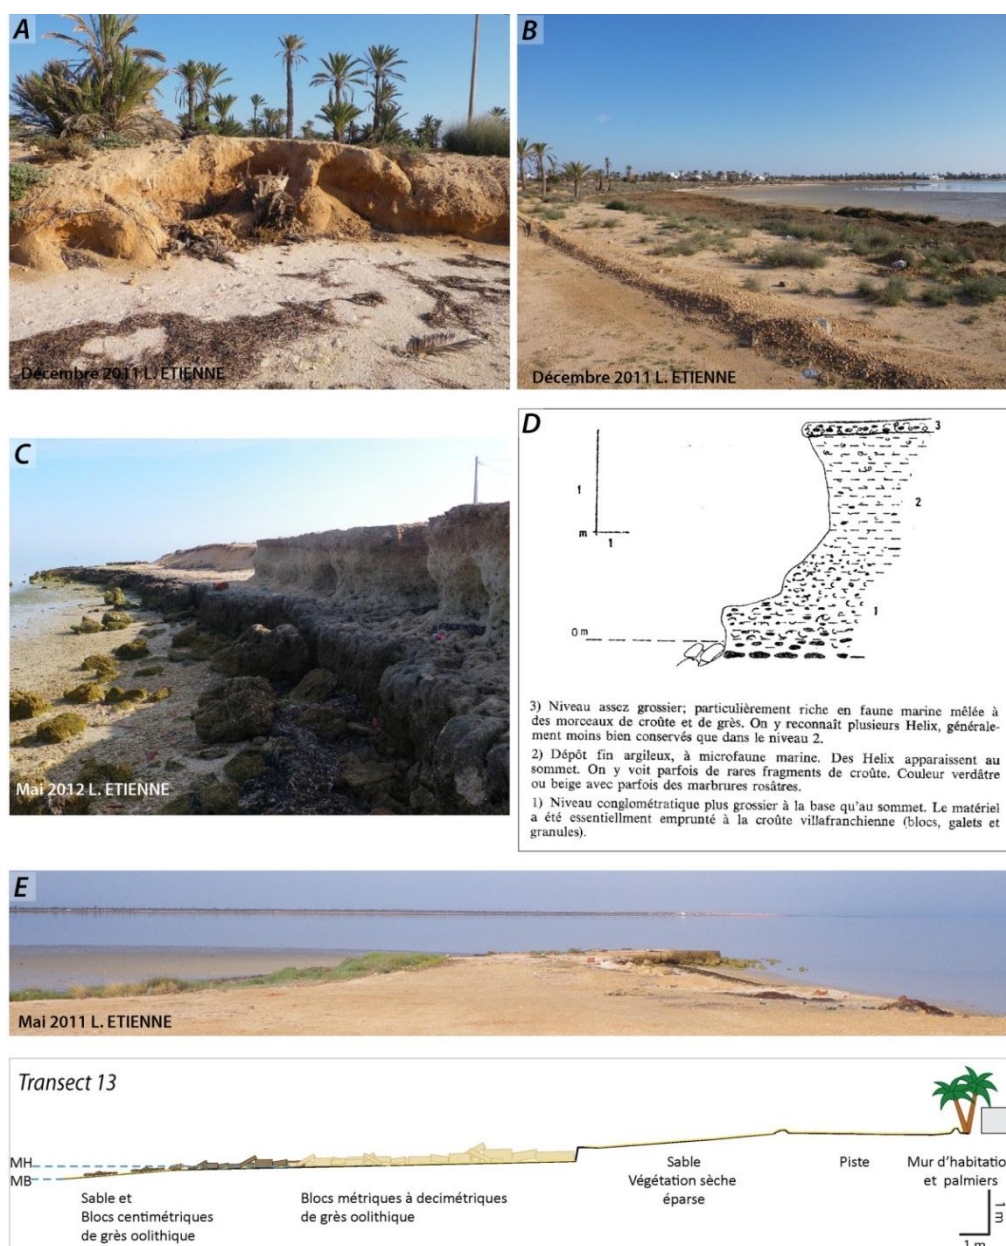 A
Décembre 2011 L. ETIENNE
B
Décembre 2011 L. ETIENNE
C
Mai 2012 L. ETIENNE
D
1
m
1
0 m
3
2
1
3) Niveau assez grossier; particulièrement riche en faune marine mêlée à
des morceaux de croûte et de grès. On y reconnaît plusieurs Helix, générale-
ment moins bien conservés que dans le niveau 2.
2) Dépôt fin argileux, à microfaune marine. Des Helix apparaissent au
sommet. On y voit parfois de rares fragments de croûte. Couleur verdâtre
ou beige avec parfois des marbrures rosâtres.
1) Niveau conglométratique plus grossier à la base qu'au sommet. Le matériel
a été essentiellement emprunté à la croûte villafranchienne (blocs, galets et
granules).
E
Mai 2011 L. ETIENNE
Transect 13
MH
MB
Sable et
Blocs centimétriques
de grès oolithique
Blocs métriques à decimétriques
de grès oolithique
Sable
Végétation sèche
éparse
Piste
Mur d'habitatio
et palmiers
1 m
1 m